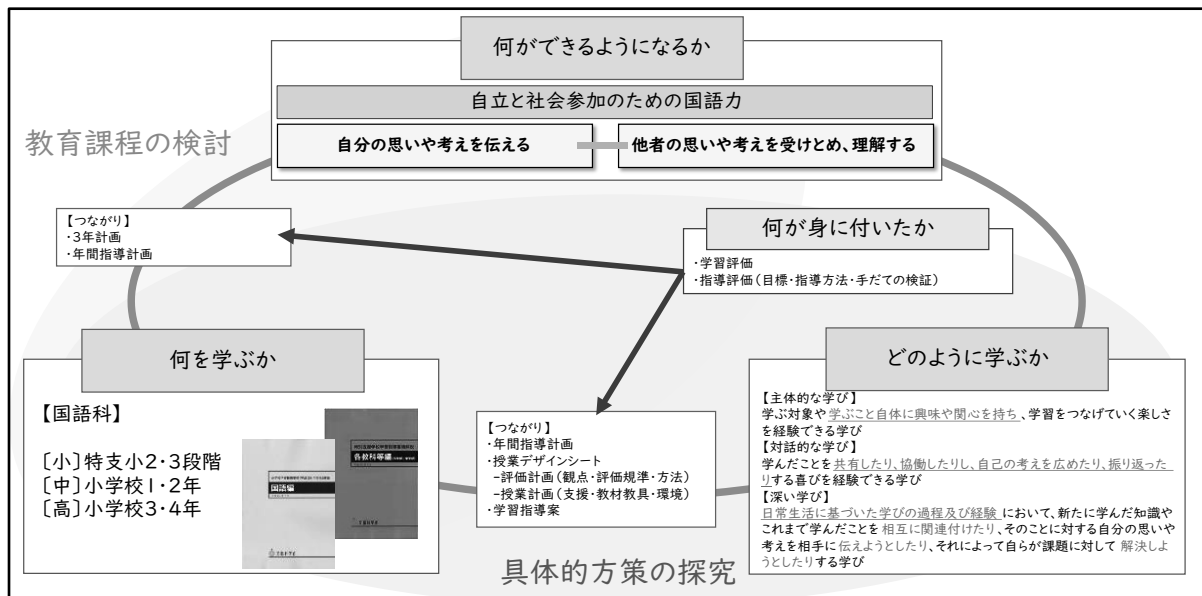 何ができるようになるか
自立と社会参加のための国語力
自分の思いや考えを伝える
他者の思いや考えを受けとめ、理解する
教育課程の検討
【つながり】
・3年計画
・年間指導計画
何が身に付いたか
・学習評価
・指導評価(目標・指導方法・手だての検証)
何を学ぶか
【国語科】
〔小〕特支小2・3段階
〔中〕小学校1・2年
〔高〕小学校3・4年
国語編
各教科等編
【つながり】
・年間指導計画
・授業デザインシート
−評価計画(観点・評価規準・方法)
−授業計画(支援・教材教具・環境)
・学習指導案
どのように学ぶか
【主体的な学び】
学ぶ対象や学ぶこと自体に興味や関心を持ち、学習をつなげていく楽しさ
を経験できる学び
【対話的な学び】
学んだことを共有したり、協働したりし、自己の考えを広めたり、振り返った
りする喜びを経験できる学び
【深い学び】
日常生活に基づいた学びの過程及び経験において、新たに学んだ知識や
これまで学んだことを相互に関連付けたり、そのことに対する自分の思いや
考えを相手に伝えようとしたり、それによって自らが課題に対して解決しよ
うとしたりする学び
具体的方策の探究